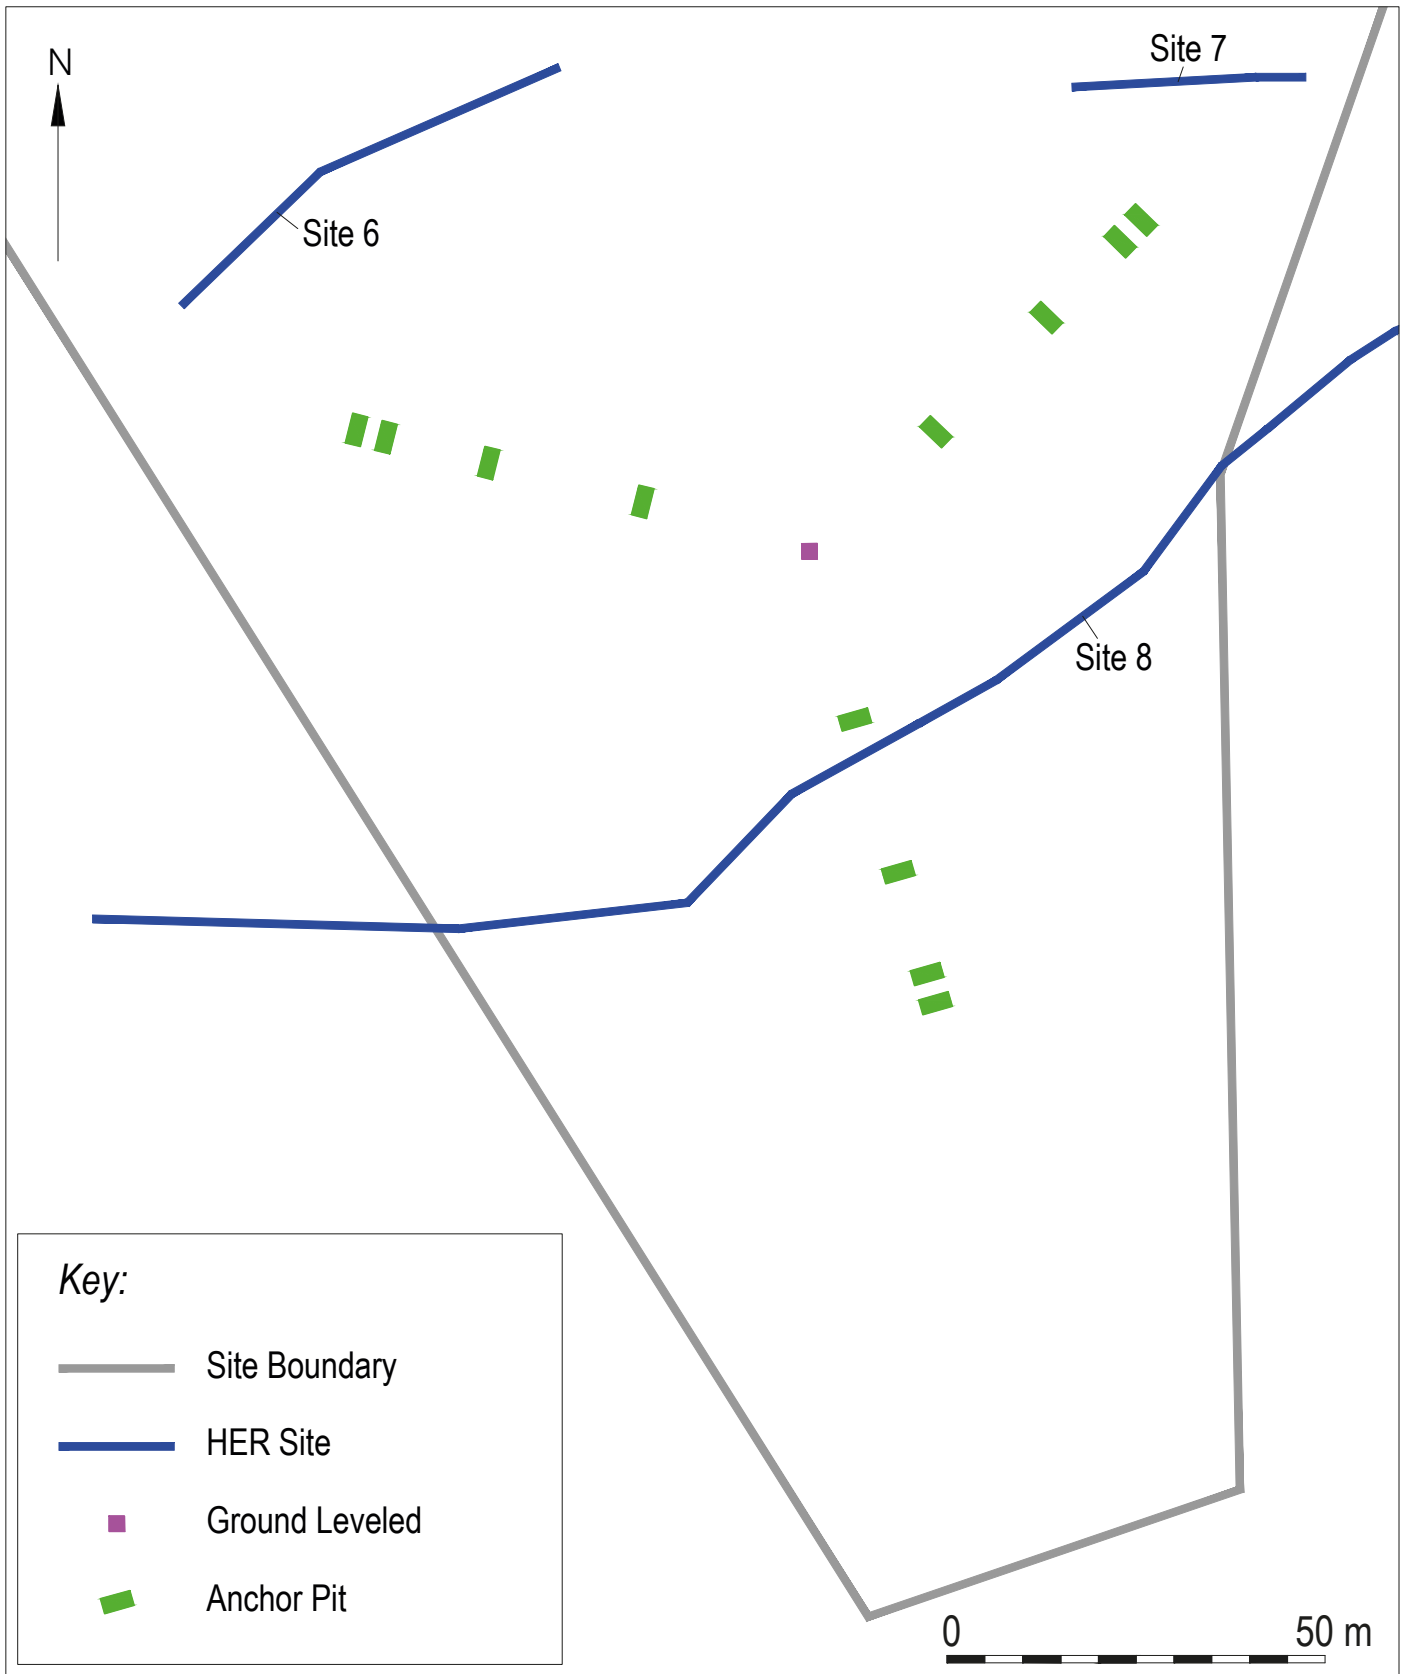 N
Site 7
Site 6
Site 8
Key:
Site Boundary
HER Site
Ground Leveled
Anchor Pit
0 50 m